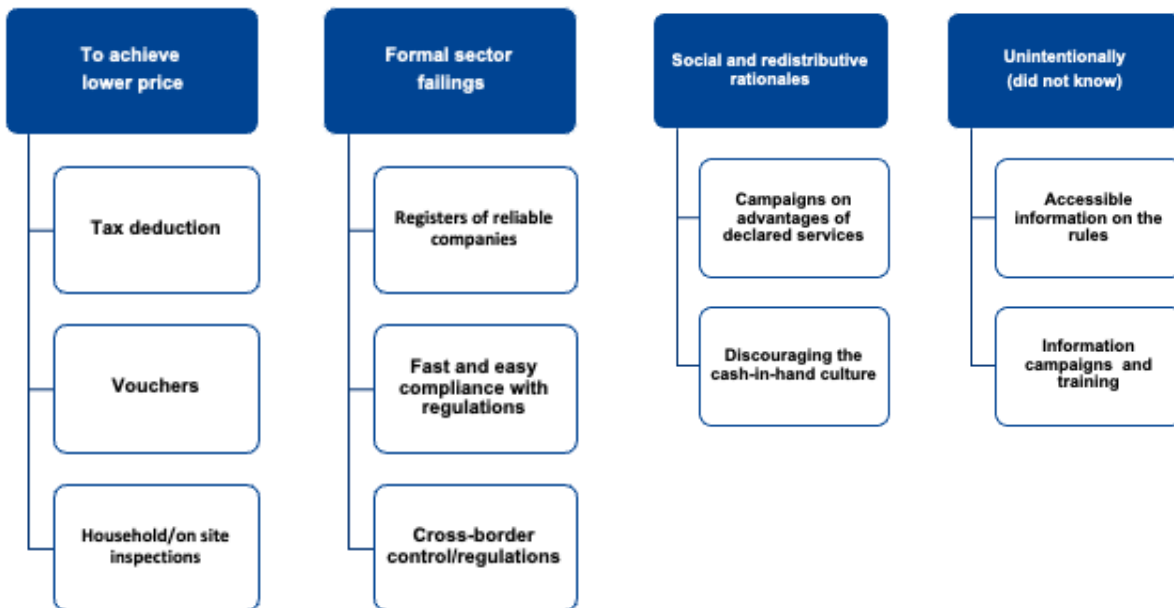 To achieve
lower price
Tax deduction
Vouchers
Household/on site
inspections
Formal sector
failings
Registers of reliable
companies
Fast and easy
compliance with
regulations
Cross-border
control/regulations
Social and redistributive
rationales
Campaigns on
advantages of
declared services
Discouraging the
cash-in-hand culture
Unintentionally
(did not know)
Accessible
information on the
rules
Information
campaigns and
training